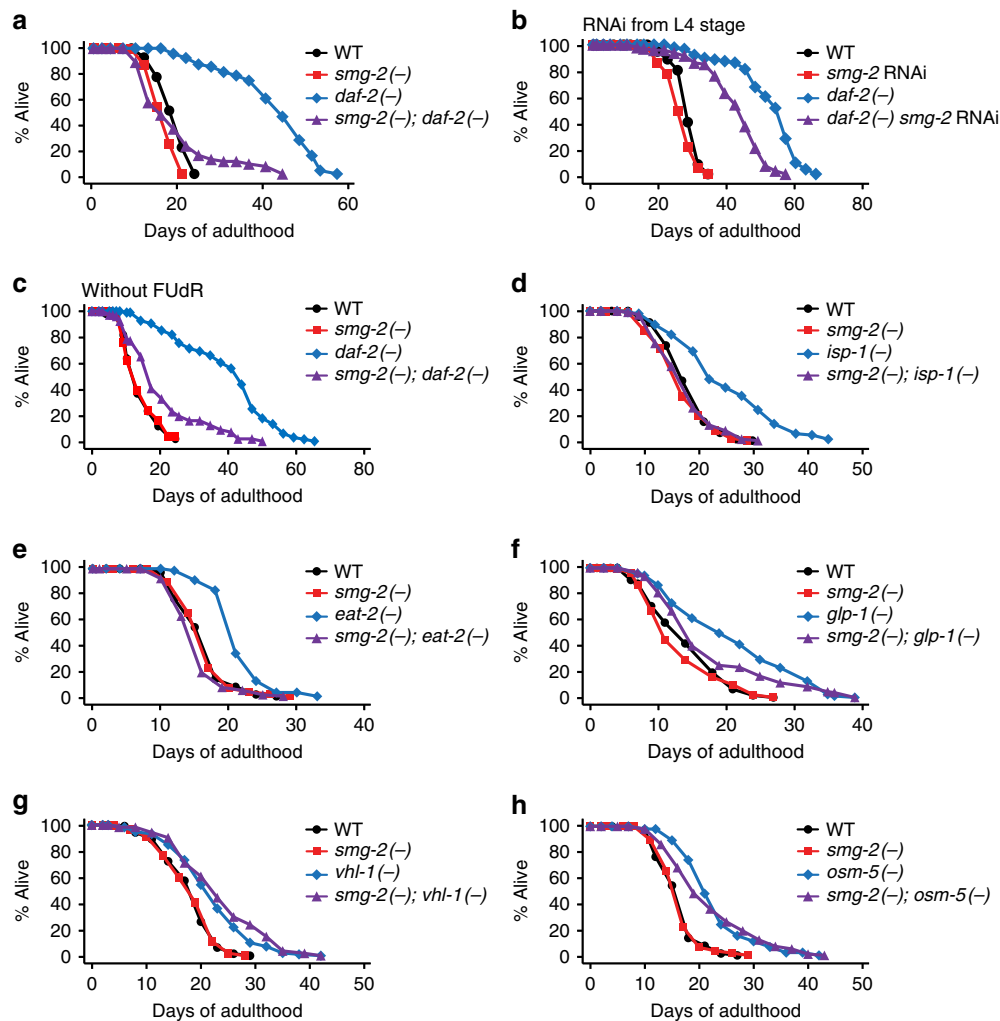 a
100
80
60
40
20
0
% Alive
0 20 40 60
Days of adulthood
WT
smg-2(–)
daf-2(–)
smg-2(–); daf-2(–)
b
RNAi from L4 stage
100
80
60
40
20
0
% Alive
0 20 40 60 80
Days of adulthood
WT
smg-2 RNAi
daf-2(–)
daf-2(–) smg-2 RNAi
c
Without FUdR
100
80
60
40
20
0
% Alive
0 20 40 60 80
Days of adulthood
WT
smg-2(–)
daf-2(–)
smg-2(–); daf-2(–)
d
100
80
60
40
20
0
% Alive
0 10 20 30 40 50
Days of adulthood
WT
smg-2(–)
isp-1(–)
smg-2(–); isp-1(–)
e
100
80
60
40
20
0
% Alive
0 10 20 30 40
Days of adulthood
WT
smg-2(–)
eat-2(–)
smg-2(–); eat-2(–)
f
100
80
60
40
20
0
% Alive
0 10 20 30 40
Days of adulthood
WT
smg-2(–)
glp-1(–)
smg-2(–); glp-1(–)
g
100
80
60
40
20
0
% Alive
0 10 20 30 40 50
Days of adulthood
WT
smg-2(–)
vhl-1(–)
smg-2(–); vhl-1(–)
h
100
80
60
40
20
0
% Alive
0 10 20 30 40 50
Days of adulthood
WT
smg-2(–)
osm-5(–)
smg-2(–); osm-5(–)